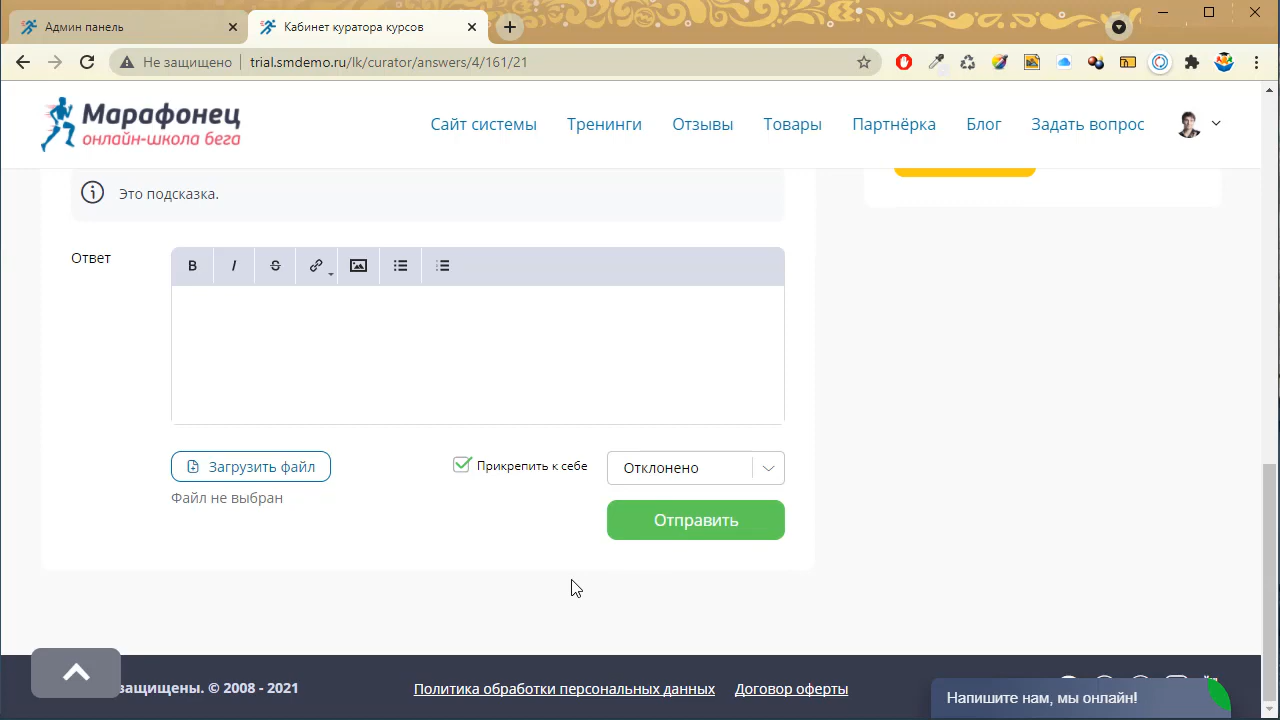 Админ панель
Кабинет куратора курсов
Не защищено
trial.smdemo.ru/lk/curator/answers/4/161/21
Марафонец
онлайн-школа бега
Сайт системы
Тренинги
Отзывы
Товары
Партнёрка
Блог
Задать вопрос
Это подсказка.
Ответ
B I S
Загрузить файл
Прикрепить к себе
Отклонено
Файл не выбран
Отправить
защищены. © 2008 - 2021
Политика обработки персональных данных
Договор оферты
Напишите нам, мы онлайн!